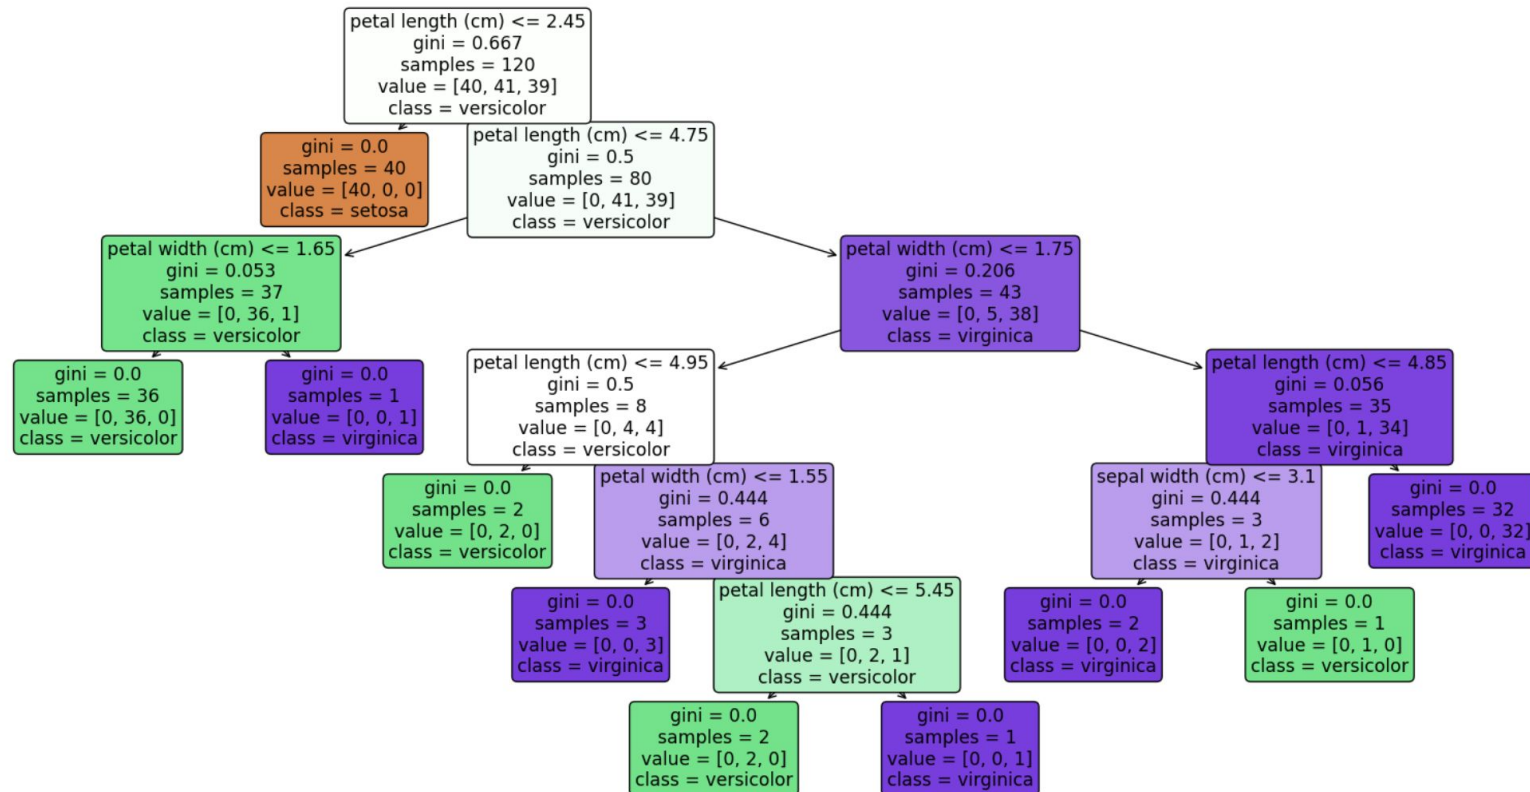 petal length (cm) <= 2.45
gini = 0.667
samples = 120
value = [40, 41, 39]
class = versicolor
gini = 0.0
samples = 40
value = [40, 0, 0]
class = setosa
petal length (cm) <= 4.75
gini = 0.5
samples = 80
value = [0, 41, 39]
class = versicolor
petal width (cm) <= 1.65
gini = 0.053
samples = 37
value = [0, 36, 1]
class = versicolor
petal width (cm) <= 1.75
gini = 0.206
samples = 43
value = [0, 5, 38]
class = virginica
gini = 0.0
samples = 36
value = [0, 36, 0]
class = versicolor
gini = 0.0
samples = 1
value = [0, 0, 1]
class = virginica
petal length (cm) <= 4.95
gini = 0.5
samples = 8
value = [0, 4, 4]
class = versicolor
petal length (cm) <= 4.85
gini = 0.056
samples = 35
value = [0, 1, 34]
class = virginica
gini = 0.0
samples = 2
value = [0, 2, 0]
class = versicolor
petal width (cm) <= 1.55
gini = 0.444
samples = 6
value = [0, 2, 4]
class = virginica
sepal width (cm) <= 3.1
gini = 0.444
samples = 3
value = [0, 1, 2]
class = virginica
gini = 0.0
samples = 32
value = [0, 0, 32]
class = virginica
gini = 0.0
samples = 3
value = [0, 0, 3]
class = virginica
petal length (cm) <= 5.45
gini = 0.444
samples = 3
value = [0, 2, 1]
class = versicolor
gini = 0.0
samples = 2
value = [0, 0, 2]
class = virginica
gini = 0.0
samples = 1
value = [0, 1, 0]
class = versicolor
gini = 0.0
samples = 2
value = [0, 2, 0]
class = versicolor
gini = 0.0
samples = 1
value = [0, 0, 1]
class = virginica